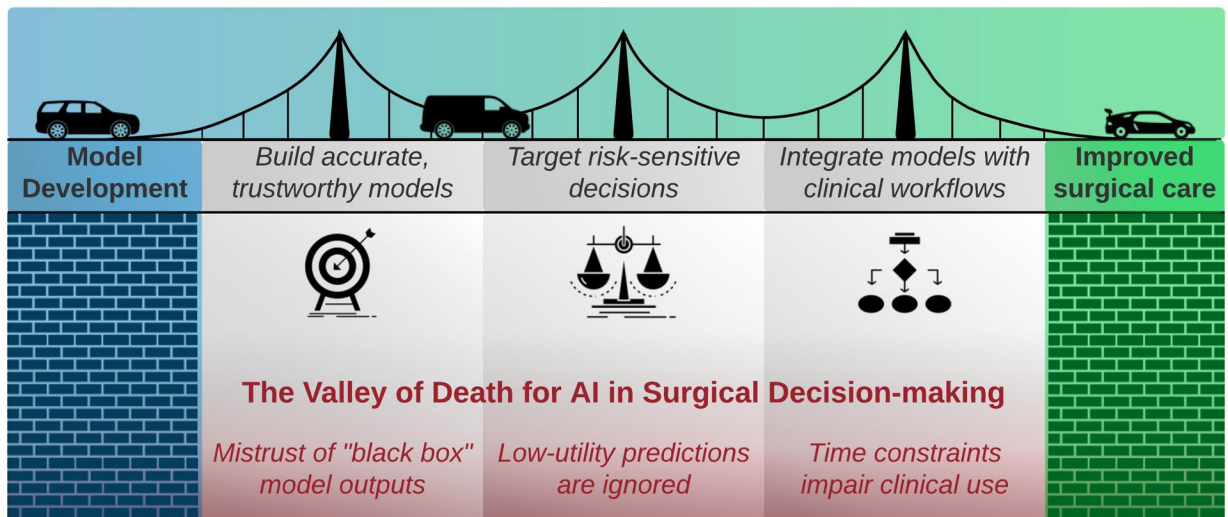 Model
Development
Build accurate,
trustworthy models
Target risk-sensitive
decisions
Integrate models with
clinical workflows
Improved
surgical care
The Valley of Death for AI in Surgical Decision-making
Mistrust of "black box"
model outputs
Low-utility predictions
are ignored
Time constraints
impair clinical use